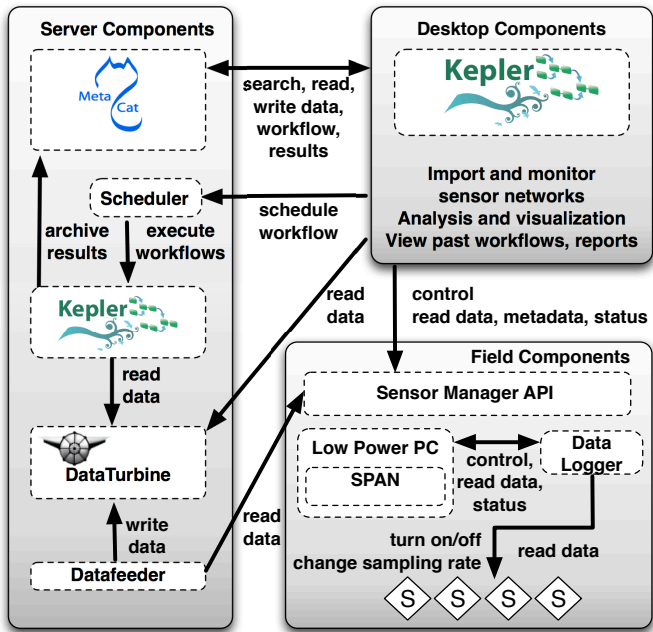 Server Components
Meta
Cat
search, read,
write data,
workflow,
results
Scheduler
schedule
workflow
archive
results
execute
workflows
Kepler
read
data
DataTurbine
write
data
Datafeeder
Desktop Components
Kepler
Import and monitor
sensor networks
Analysis and visualization
View past workflows, reports
read
data
control
read data, metadata, status
Field Components
Sensor Manager API
Low Power PC
SPAN
control,
read data,
status
Data
Logger
read
data
turn on/off
change sampling rate
read data
S S S S